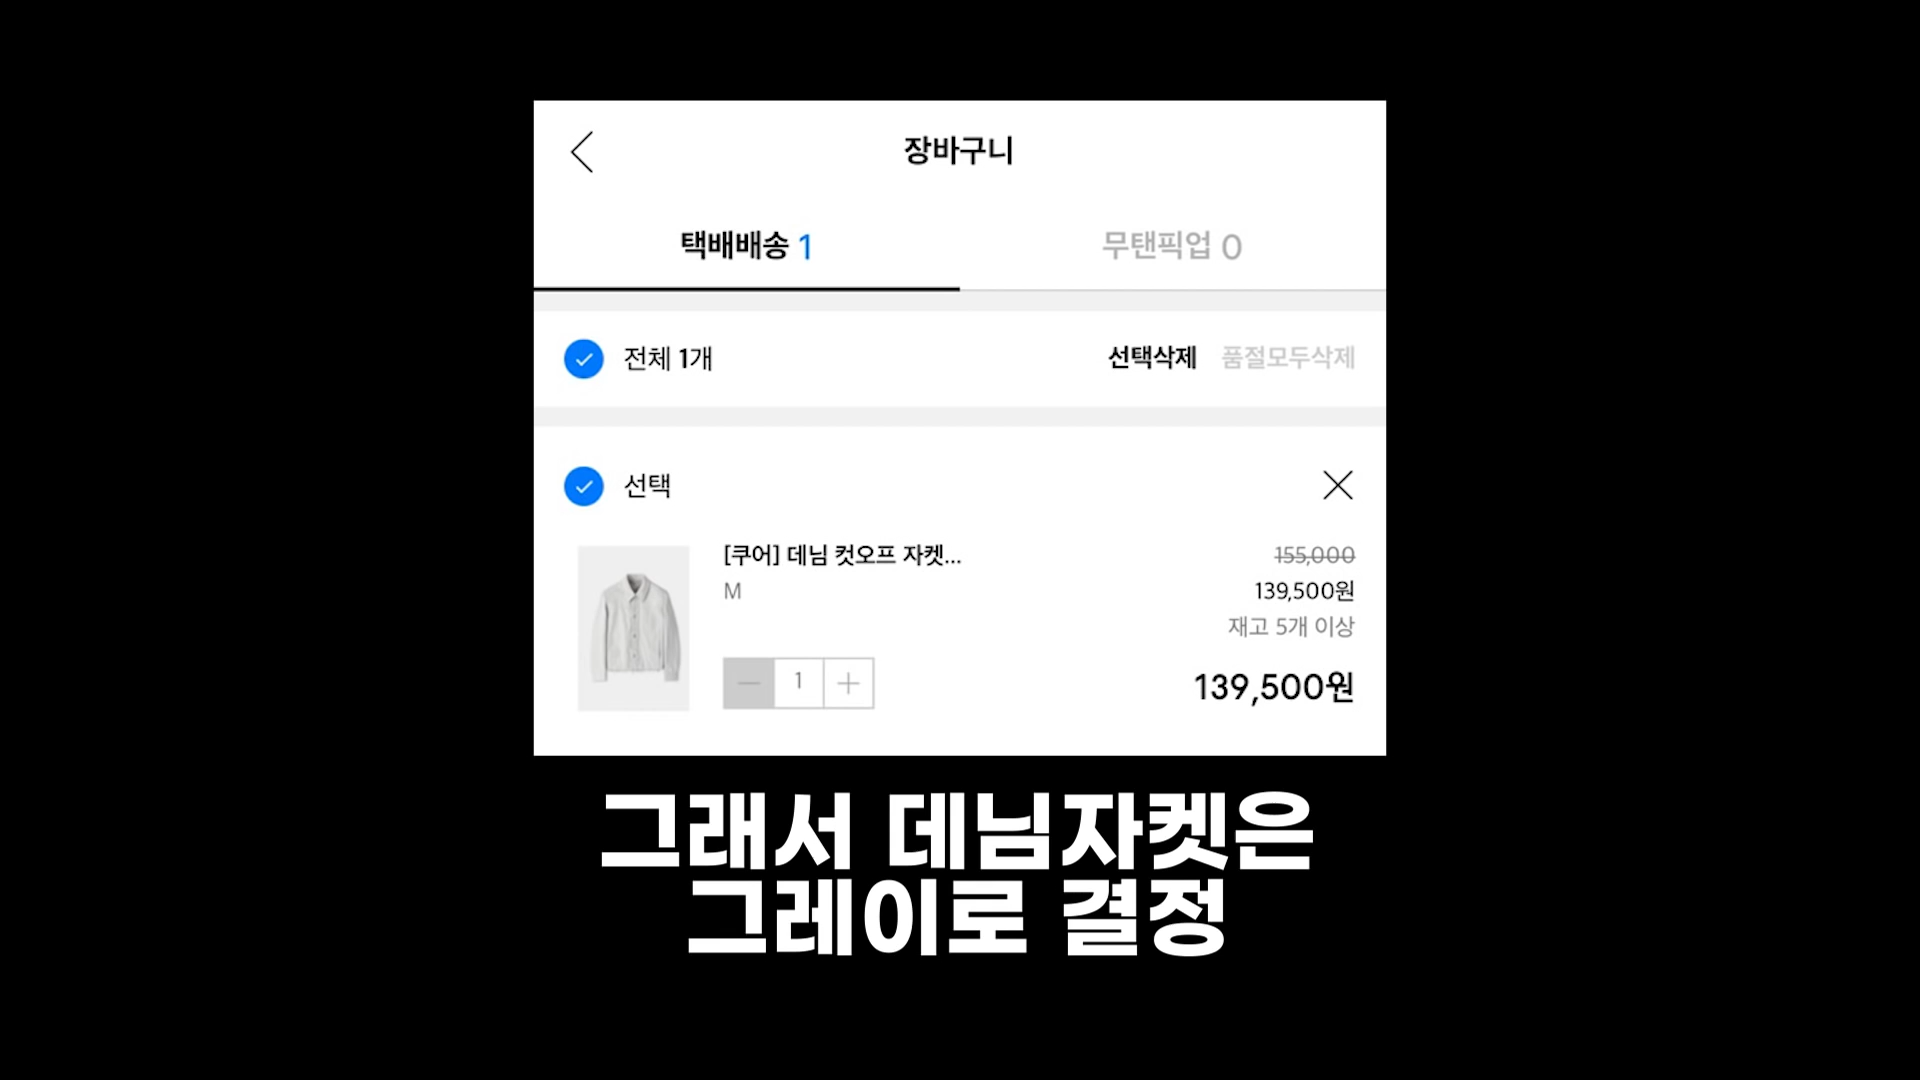 장바구니
택배배송 1
무탠픽업 0
전체 1개
선택삭제 품절모두삭제
선택
[쿠어] 데님 컷오프 자켓...
155,000
M
139,500원
재고 5개 이상
1
139,500원
그래서 데님자켓은
그레이로 결정